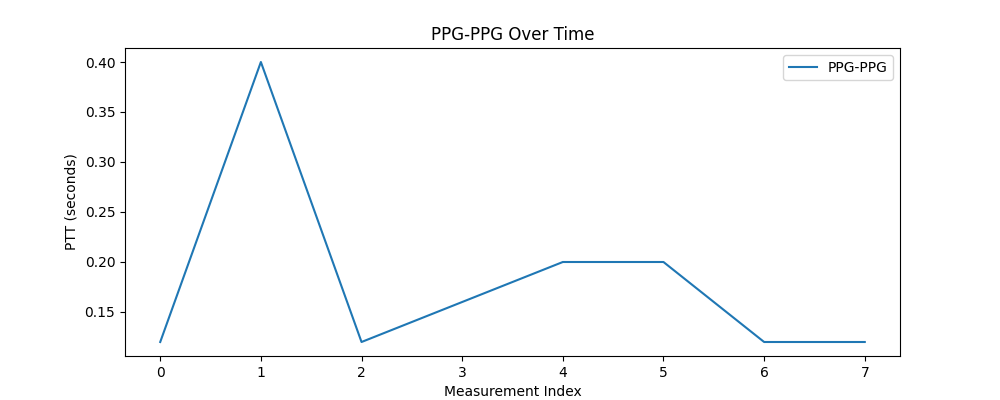 PPG-PPG Over Time
PPG-PPG
PTT (seconds)
0.40
0.35
0.30
0.25
0.20
0.15
0 1 2 3 4 5 6 7
Measurement Index